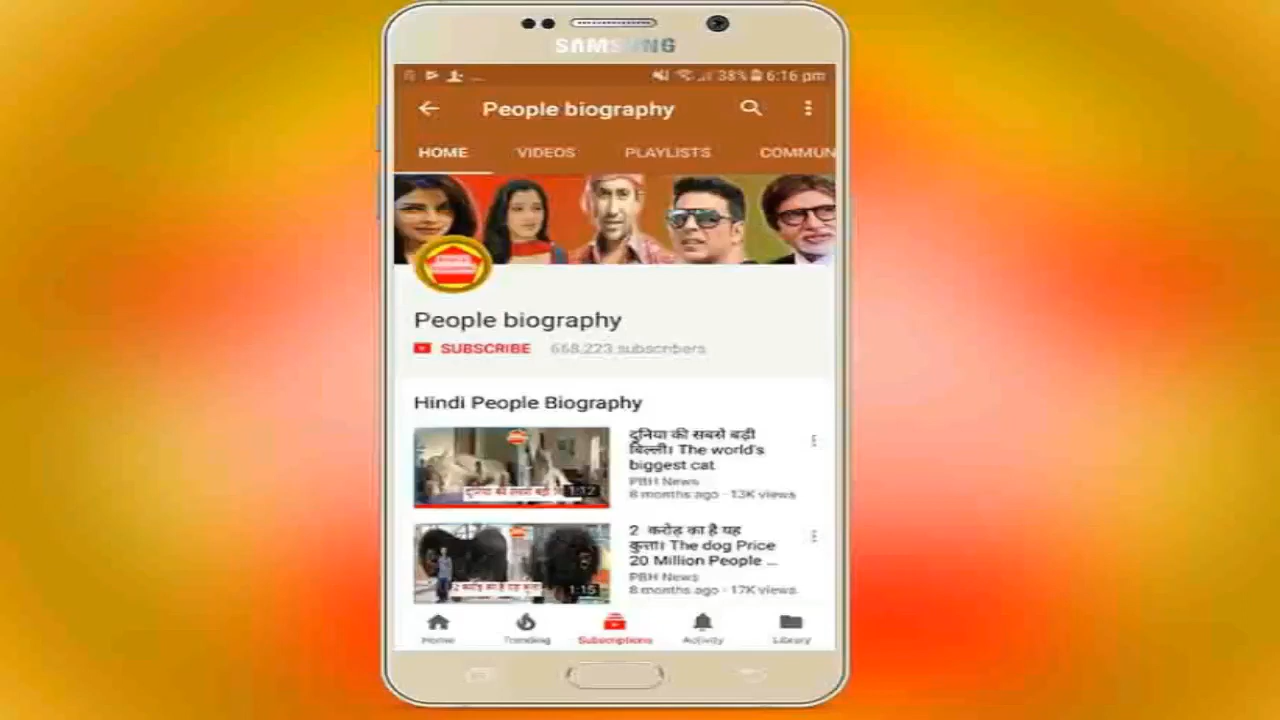 SAMSUNG
38% 6:16 pm
People biography
HOME VIDEOS PLAYLISTS COMMUN
People biography
SUBSCRIBE 668,223 subscribers
Hindi People Biography
दुनिया की सबसे बड़ी
बिल्ली। The world's
biggest cat
PBH News
8 months ago · 13K views
1:12
2 करोड़ का है यह
कुत्ता। The dog Price
20 Million People ...
PBH News
8 months ago · 17K views
2 करोड़ का है यह कुत्ता
1:15
Home Trending Subscriptions Activity Library